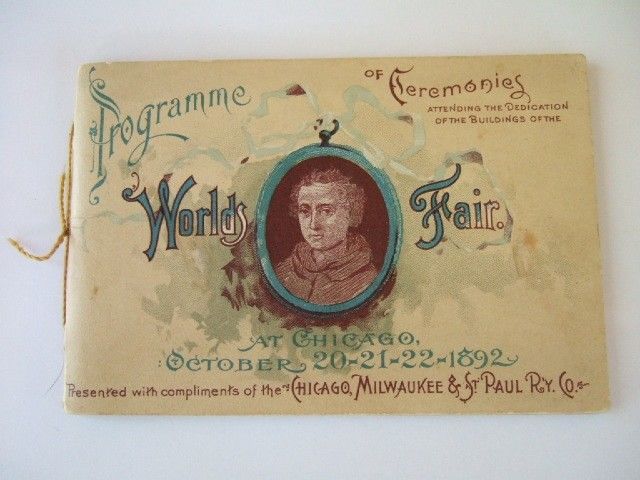 Programme
OF Ceremonies
ATTENDING THE DEDICATION
OF THE BUILDINGS OF THE
Worlds Fair.
AT CHICAGO,
OCTOBER 20-21-22-1892
Presented with compliments of the CHICAGO, MILWAUKEE & ST PAUL R'Y. CO.